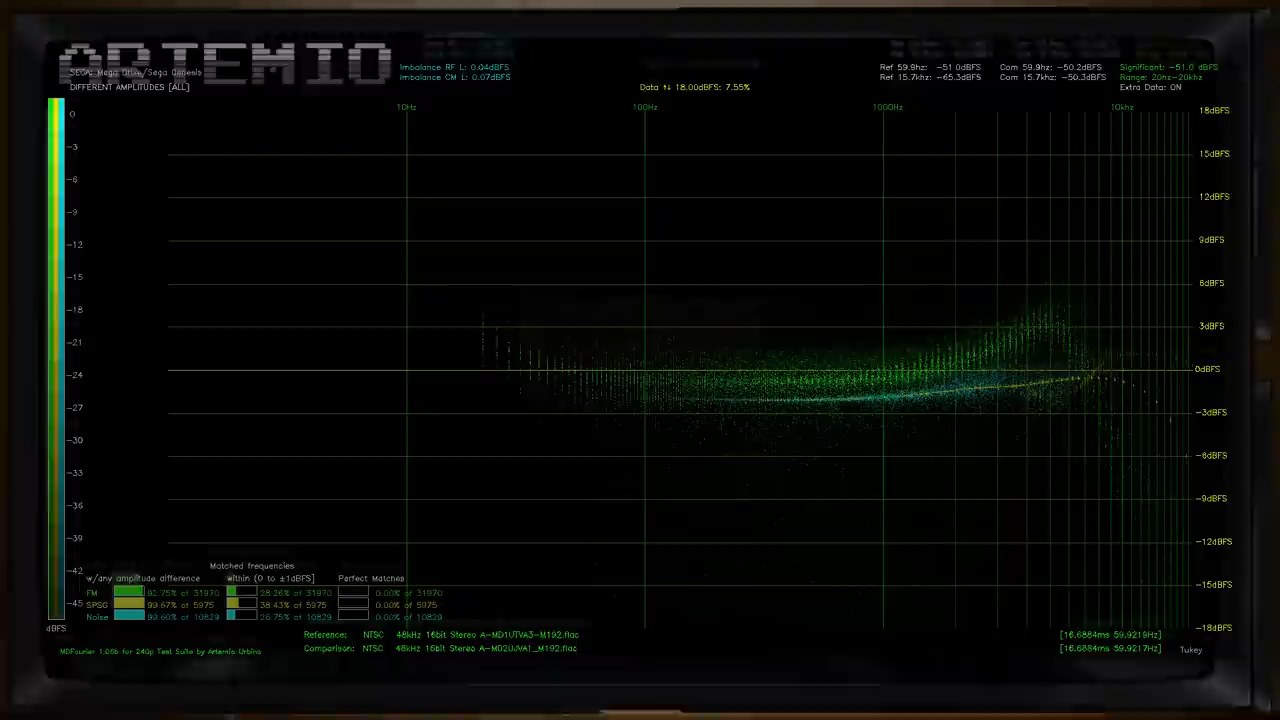 ARTEMIO
SEGA: Mega Drive/Sega Genesis
DIFFERENT AMPLITUDES [ALL]
Imbalance RF L: 0.04dBFS
Imbalance CM L: 0.07dBFS
Data ↑↓ 18.00dBFS: 7.55%
Ref 59.9hz: -51.0dBFS Com 59.9hz: -50.2dBFS
Ref 15.7khz: -65.3dBFS Com 15.7khz: -50.3dBFS
Significant: -51.0 dBFS
Range: 20hz-20khz
Extra Data: ON
10Hz 100Hz 1000Hz 10khz
0
-3
-6
-9
-12
-15
-18
-21
-24
-27
-30
-33
-36
-39
-42
-45
dBFS
18dBFS
15dBFS
12dBFS
9dBFS
6dBFS
3dBFS
0dBFS
-3dBFS
-6dBFS
-9dBFS
-12dBFS
-15dBFS
-18dBFS
Matched frequencies
w/any amplitude difference within [0 to ±1dBFS] Perfect Matches
FM 92.75% of 31970 28.26% of 31970 0.00% of 31970
SPSG 99.67% of 5975 38.43% of 5975 0.00% of 5975
Noise 99.60% of 10829 26.75% of 10829 0.00% of 10829
Reference: NTSC 48kHz 16bit Stereo A-MD1UTVA3-M192.flac [16.6884ms 59.9219Hz]
Comparison: NTSC 48kHz 16bit Stereo A-MD2UJVA1_M192.flac [16.6884ms 59.9217Hz]
MDFourier 1.06b for 240p Test Suite by Artemio Urbina
Tukey